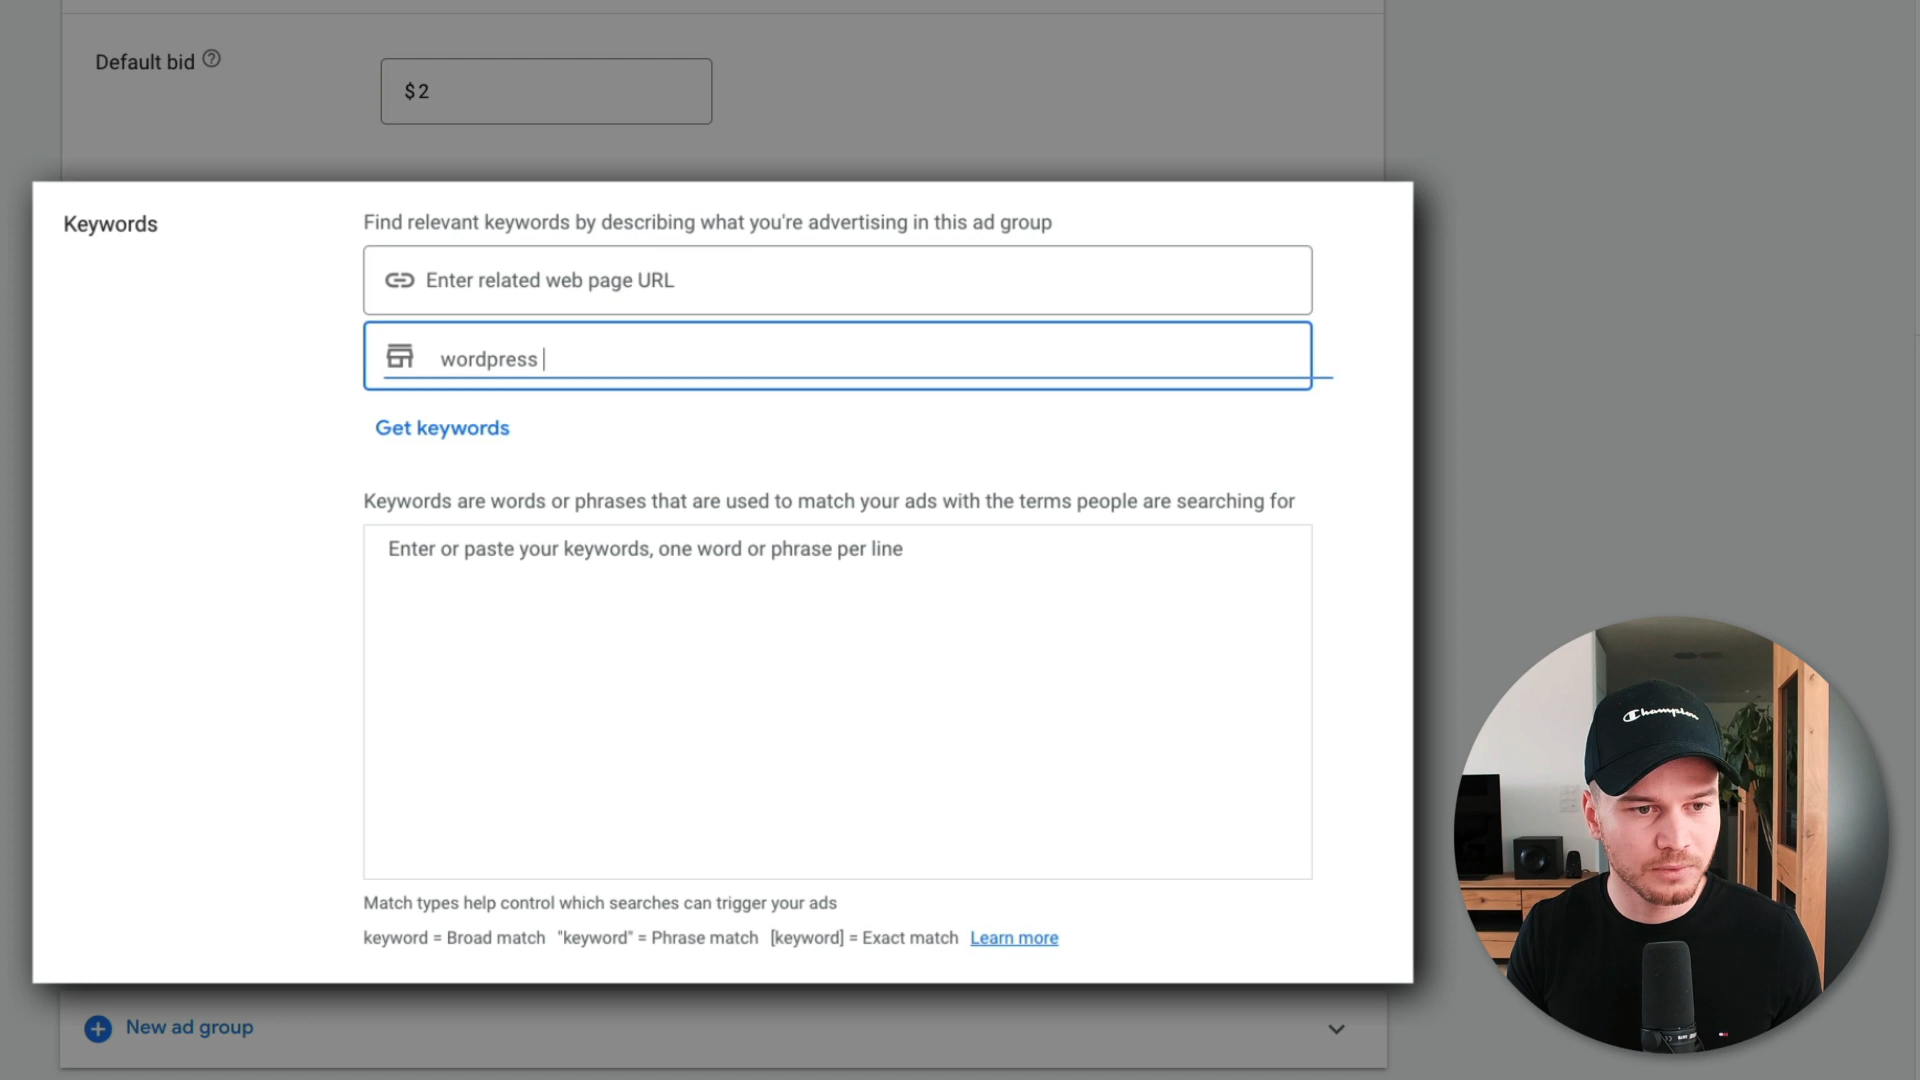 Default bid
$ 2
Keywords
Find relevant keywords by describing what you're advertising in this ad group
Enter related web page URL
wordpress
Get keywords
Keywords are words or phrases that are used to match your ads with the terms people are searching for
Enter or paste your keywords, one word or phrase per line
Match types help control which searches can trigger your ads
keyword = Broad match "keyword" = Phrase match [keyword] = Exact match Learn more
New ad group
Champion